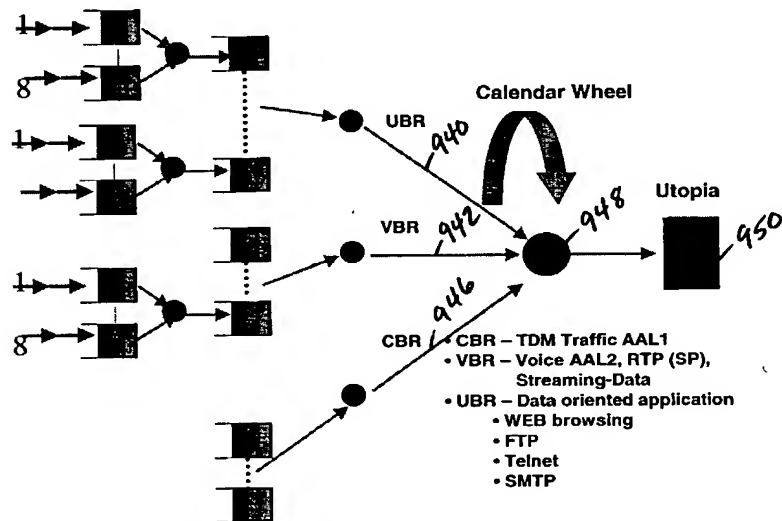 1
8
1
1
8
UBR
940
Calendar Wheel
VBR
942
CBR
946
948
Utopia
950
• CBR – TDM Traffic AAL1
• VBR – Voice AAL2, RTP (SP),
Streaming-Data
• UBR – Data oriented application
• WEB browsing
• FTP
• Telnet
• SMTP